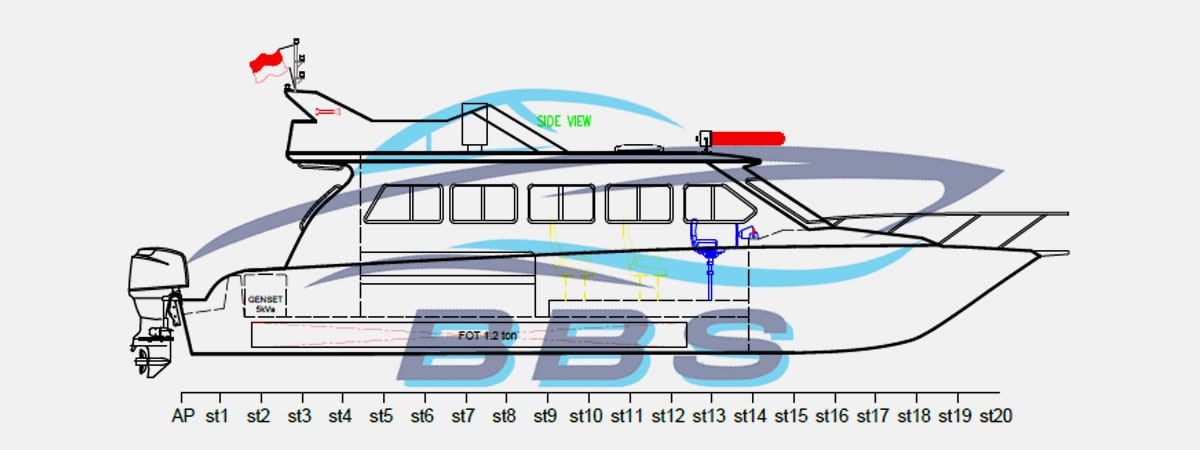 SIDE VIEW
GENSET
5kVa
FOT 1.2 ton
BBS
AP st1 st2 st3 st4 st5 st6 st7 st8 st9 st10 st11 st12 st13 st14 st15 st16 st17 st18 st19 st20